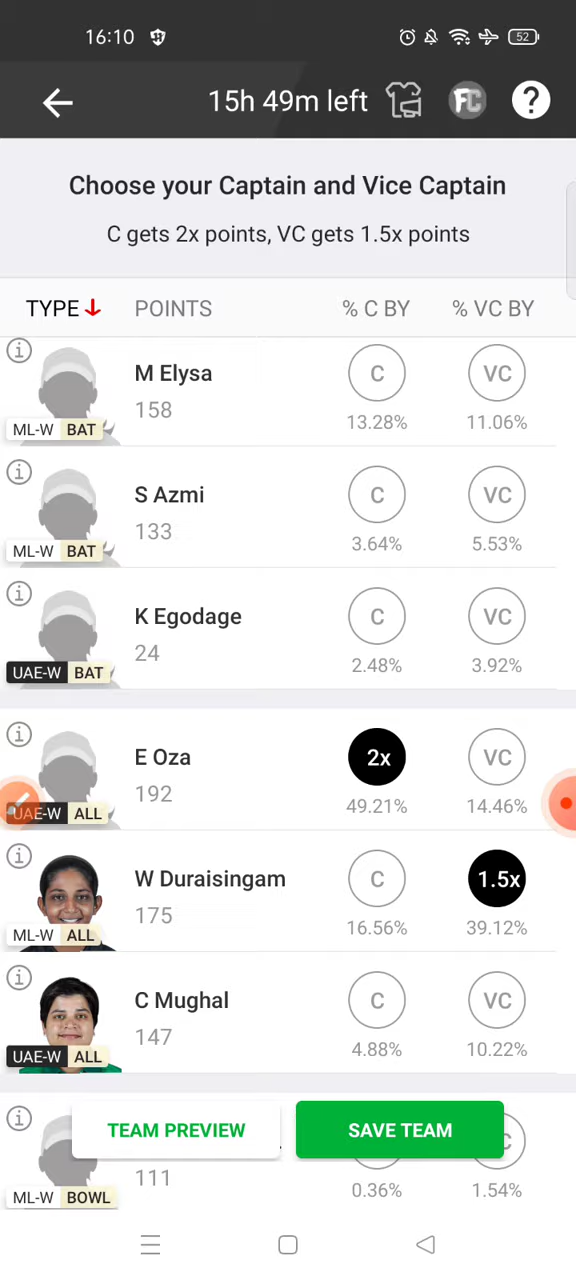 16:10
52
15h 49m left
FC
?
Choose your Captain and Vice Captain
C gets 2x points, VC gets 1.5x points
TYPE POINTS % C BY % VC BY
M Elysa
158
C
VC
13.28%
11.06%
ML-W BAT
S Azmi
133
C
VC
3.64%
5.53%
ML-W BAT
K Egodage
24
C
VC
2.48%
3.92%
UAE-W BAT
E Oza
192
2x
VC
49.21%
14.46%
UAE-W ALL
W Duraisingam
175
C
1.5x
16.56%
39.12%
ML-W ALL
C Mughal
147
C
VC
4.88%
10.22%
UAE-W ALL
TEAM PREVIEW
SAVE TEAM
111
0.36%
1.54%
ML-W BOWL